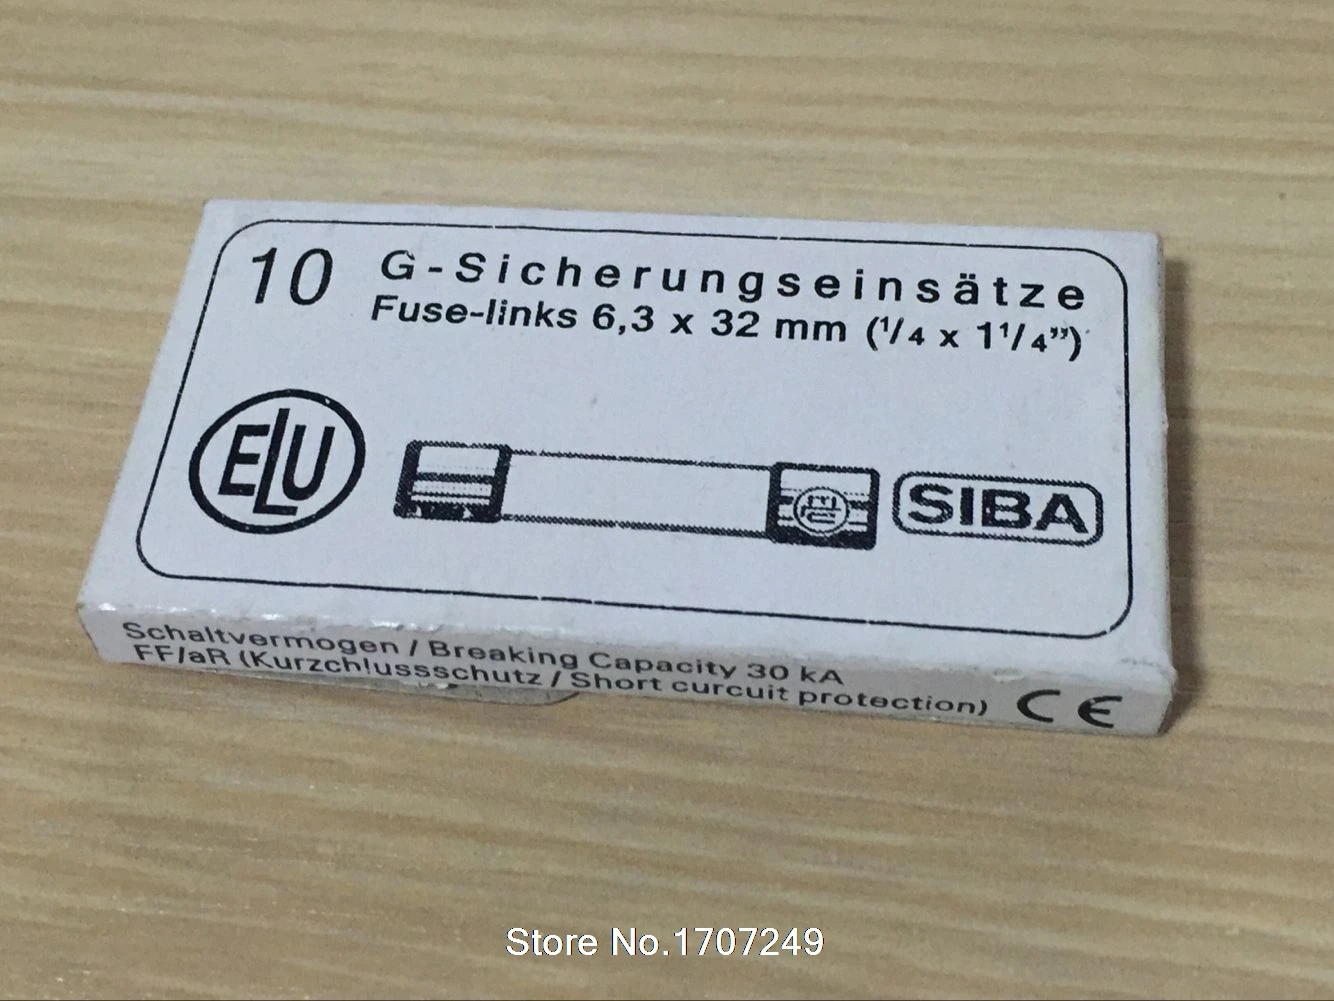 10 G-Sicherungseinsätze
Fuse-links 6,3 x 32 mm (¹/4 x 1¹/4”)
ELU
ELU
SIBA
Schaltvermogen / Breaking Capacity 30 kA
FF/aR (Kurzchlussschutz / Short curcuit protection) CE
Store No.1707249